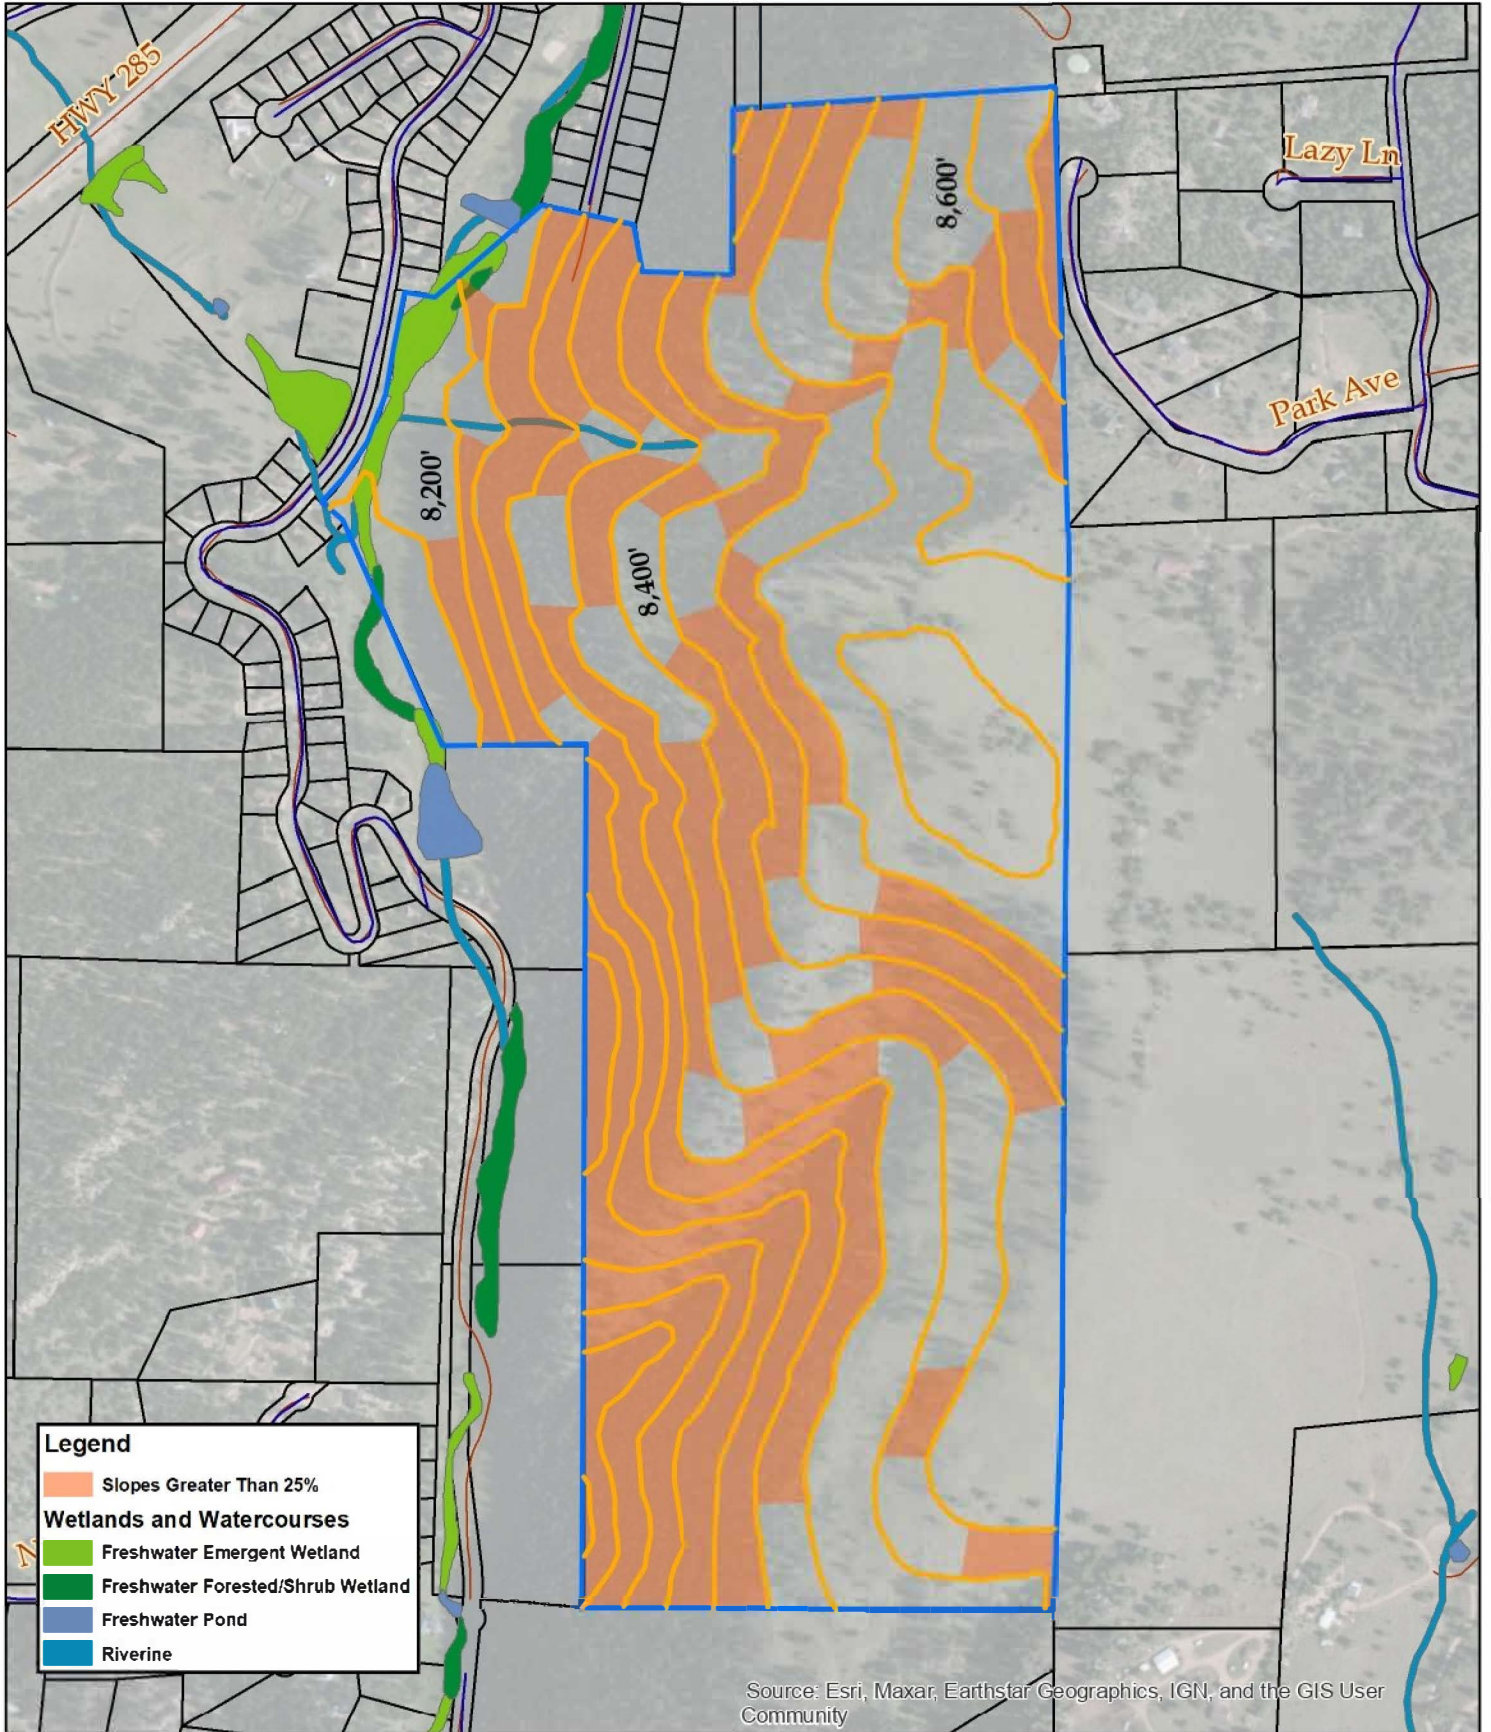 HWY 285
Lazy Ln
8,600'
Park Ave
8,200'
8,400'
Legend
Slopes Greater Than 25%
Wetlands and Watercourses
Freshwater Emergent Wetland
Freshwater Forested/Shrub Wetland
Freshwater Pond
Riverine
N
Source: Esri, Maxar, Earthstar Geographics, IGN, and the GIS User
Community